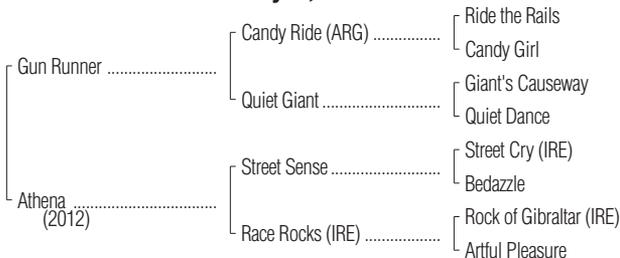 Ride the Rails
Candy Ride (ARG) ................
Candy Girl
Gun Runner ..........................
Giant's Causeway
Quiet Giant ............................
Quiet Dance
Street Cry (IRE)
Street Sense ..........................
Bedazzle
Athena ..................................
(2012)
Rock of Gibraltar (IRE)
Race Rocks (IRE) ..................
Artful Pleasure